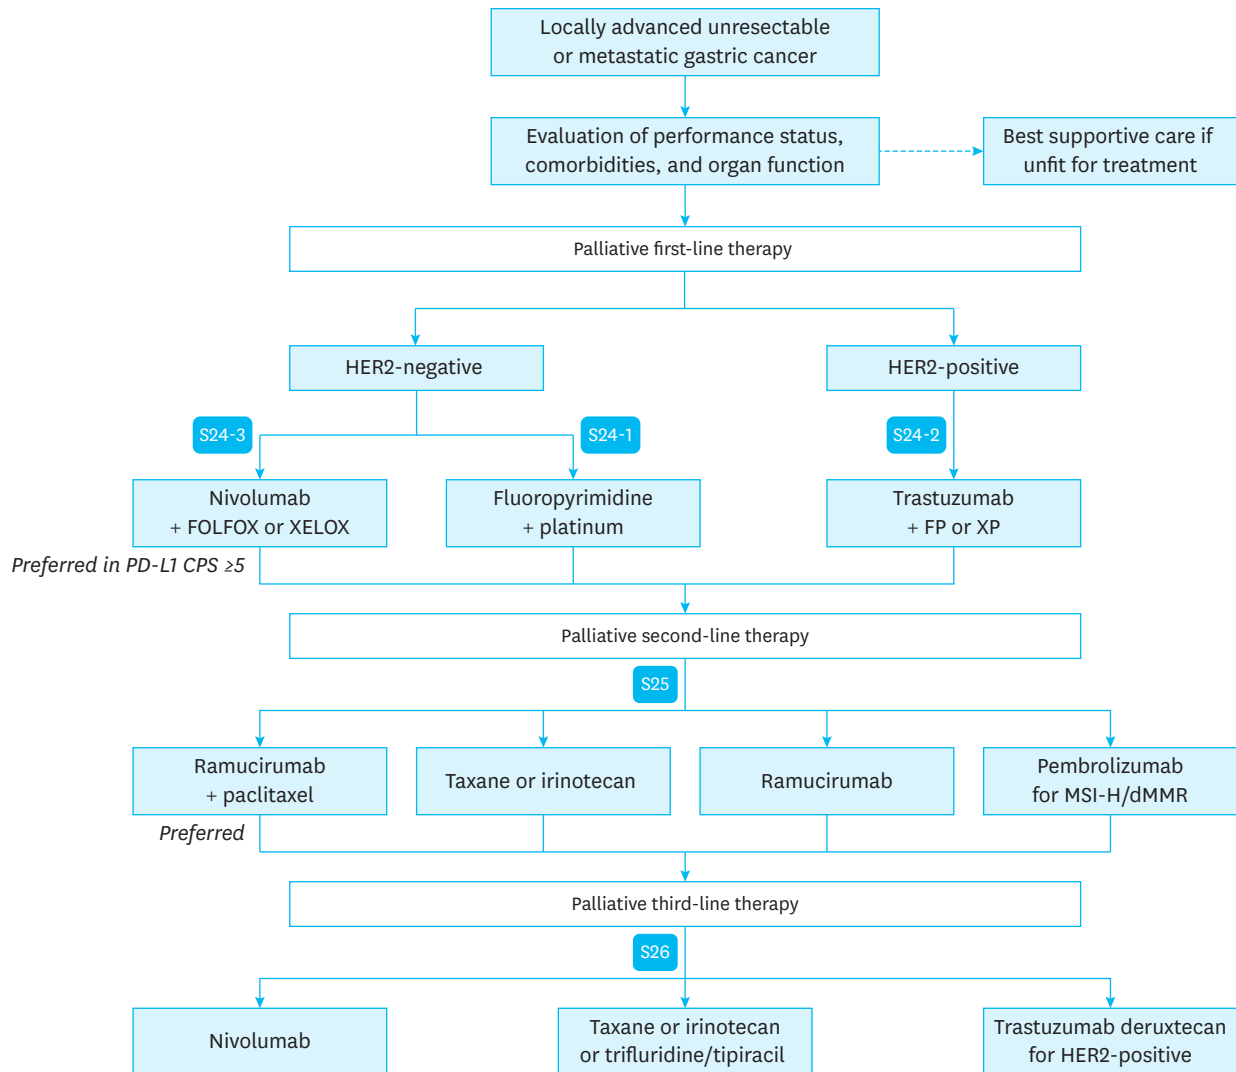 Locally advanced unresectable
or metastatic gastric cancer
Evaluation of performance status,
comorbidities, and organ function
Best supportive care if
unfit for treatment
Palliative first-line therapy
HER2-negative
HER2-positive
S24-3
S24-1
S24-2
Nivolumab
+ FOLFOX or XELOX
Fluoropyrimidine
+ platinum
Trastuzumab
+ FP or XP
Preferred in PD-L1 CPS ≥5
Palliative second-line therapy
S25
Ramucirumab
+ paclitaxel
Taxane or irinotecan
Ramucirumab
Pembrolizumab
for MSI-H/dMMR
Preferred
Palliative third-line therapy
S26
Nivolumab
Taxane or irinotecan
or trifluridine/tipiracil
Trastuzumab deruxtecan
for HER2-positive